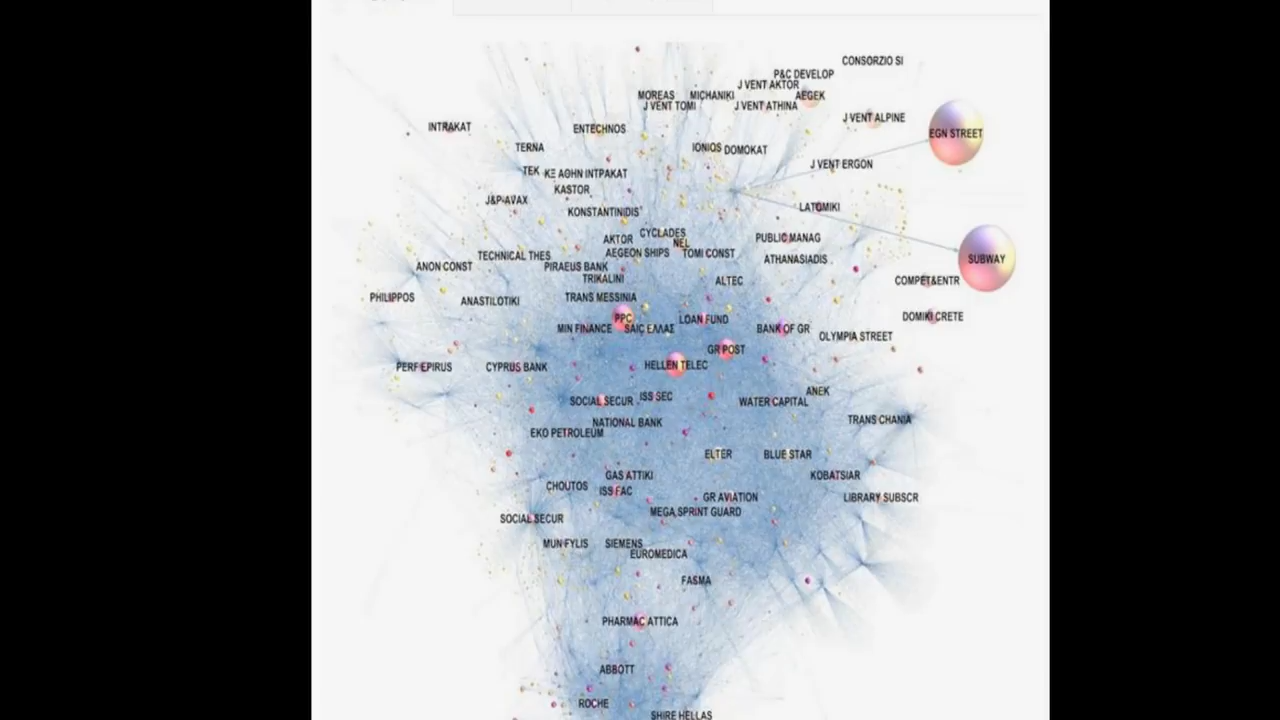 CONSORZIO SI
P&C DEVELOP
J VENT AKTOR
MOREAS
MICHANIKI
AEGEK
J VENT TOMI
J VENT ATHINA
J VENT ALPINE
INTRAKAT
ENTECHNOS
EGN STREET
TERNA
IONIOS
DOMOKAT
J VENT ERGON
TEK
ΚΞ ΑΘΗΝ ΙΝΤΡΑΚΑΤ
KASTOR
J&P-AVAX
LATOMIKI
KONSTANTINIDIS
CYCLADES
AKTOR
NEL
PUBLIC MANAG
AEGEON SHIPS
TOMI CONST
TECHNICAL THES
ATHANASIADIS
SUBWAY
ANON CONST
PIRAEUS BANK
TRIKALINI
ALTEC
COMPET&ENTR
PHILIPPOS
ANASTILOTIKI
TRANS MESSINIA
PPC
LOAN FUND
DOMIKI CRETE
MIN FINANCE
SAIC ΕΛΛΑΣ
BANK OF GR
OLYMPIA STREET
GR POST
PERF EPIRUS
CYPRUS BANK
HELLEN TELEC
ANEK
SOCIAL SECUR
ISS SEC
WATER CAPITAL
NATIONAL BANK
TRANS CHANIA
EKO PETROLEUM
ELTER
BLUE STAR
GAS ATTIKI
KOBATSIAR
CHOUTOS
ISS FAC
GR AVIATION
LIBRARY SUBSCR
MEGA SPRINT GUARD
SOCIAL SECUR
MUN FYLIS
SIEMENS
EUROMEDICA
FASMA
PHARMAC ATTICA
ABBOTT
ROCHE
SHIRE HELLAS